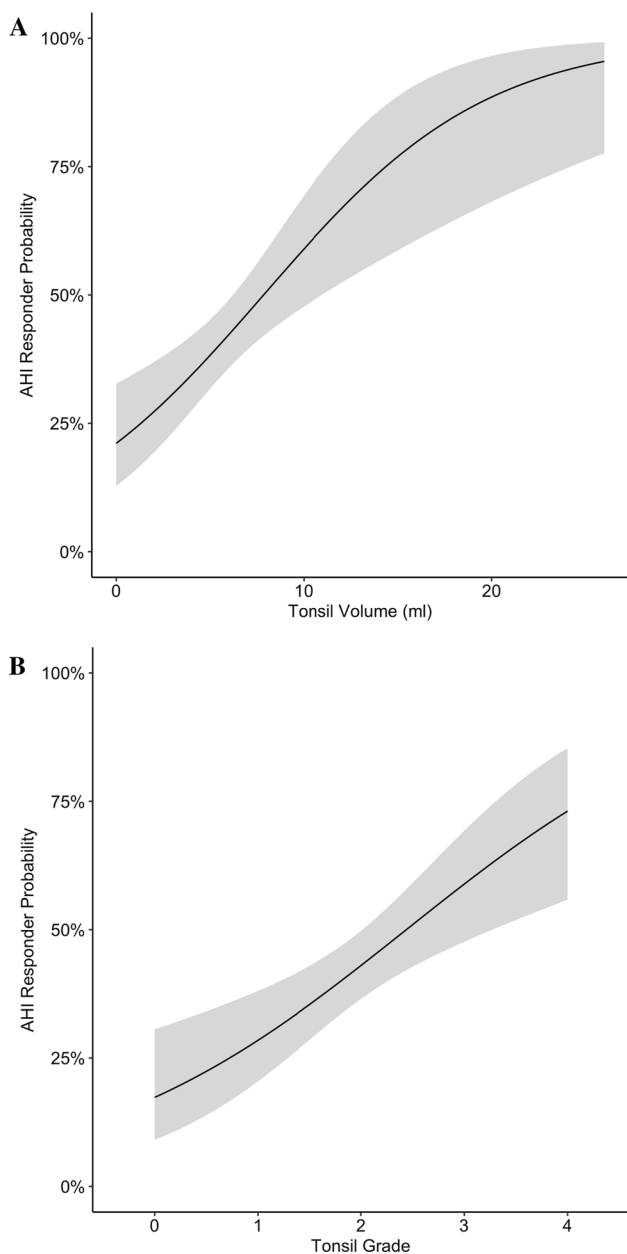 A
100%
75%
50%
25%
0%
AHI Responder Probability
0 10 20
Tonsil Volume (ml)
B
100%
75%
50%
25%
0%
AHI Responder Probability
0 1 2 3 4
Tonsil Grade